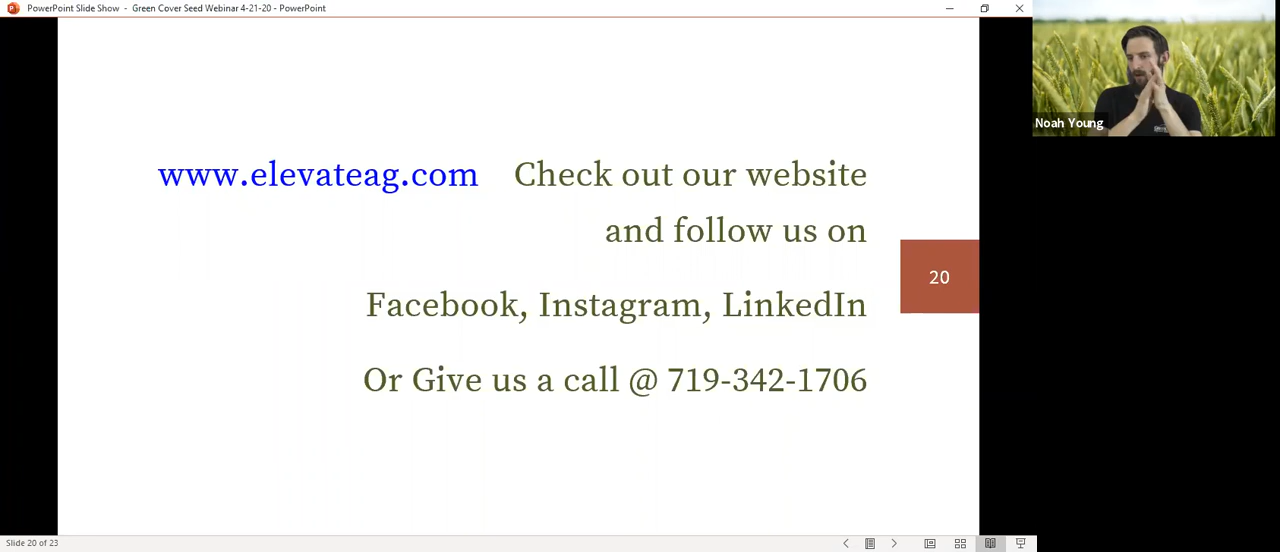 PowerPoint Slide Show - Green Cover Seed Webinar 4-21-20 - PowerPoint
Noah Young
www.elevateag.com Check out our website
and follow us on
20
Facebook, Instagram, LinkedIn
Or Give us a call @ 719-342-1706
Slide 20 of 23